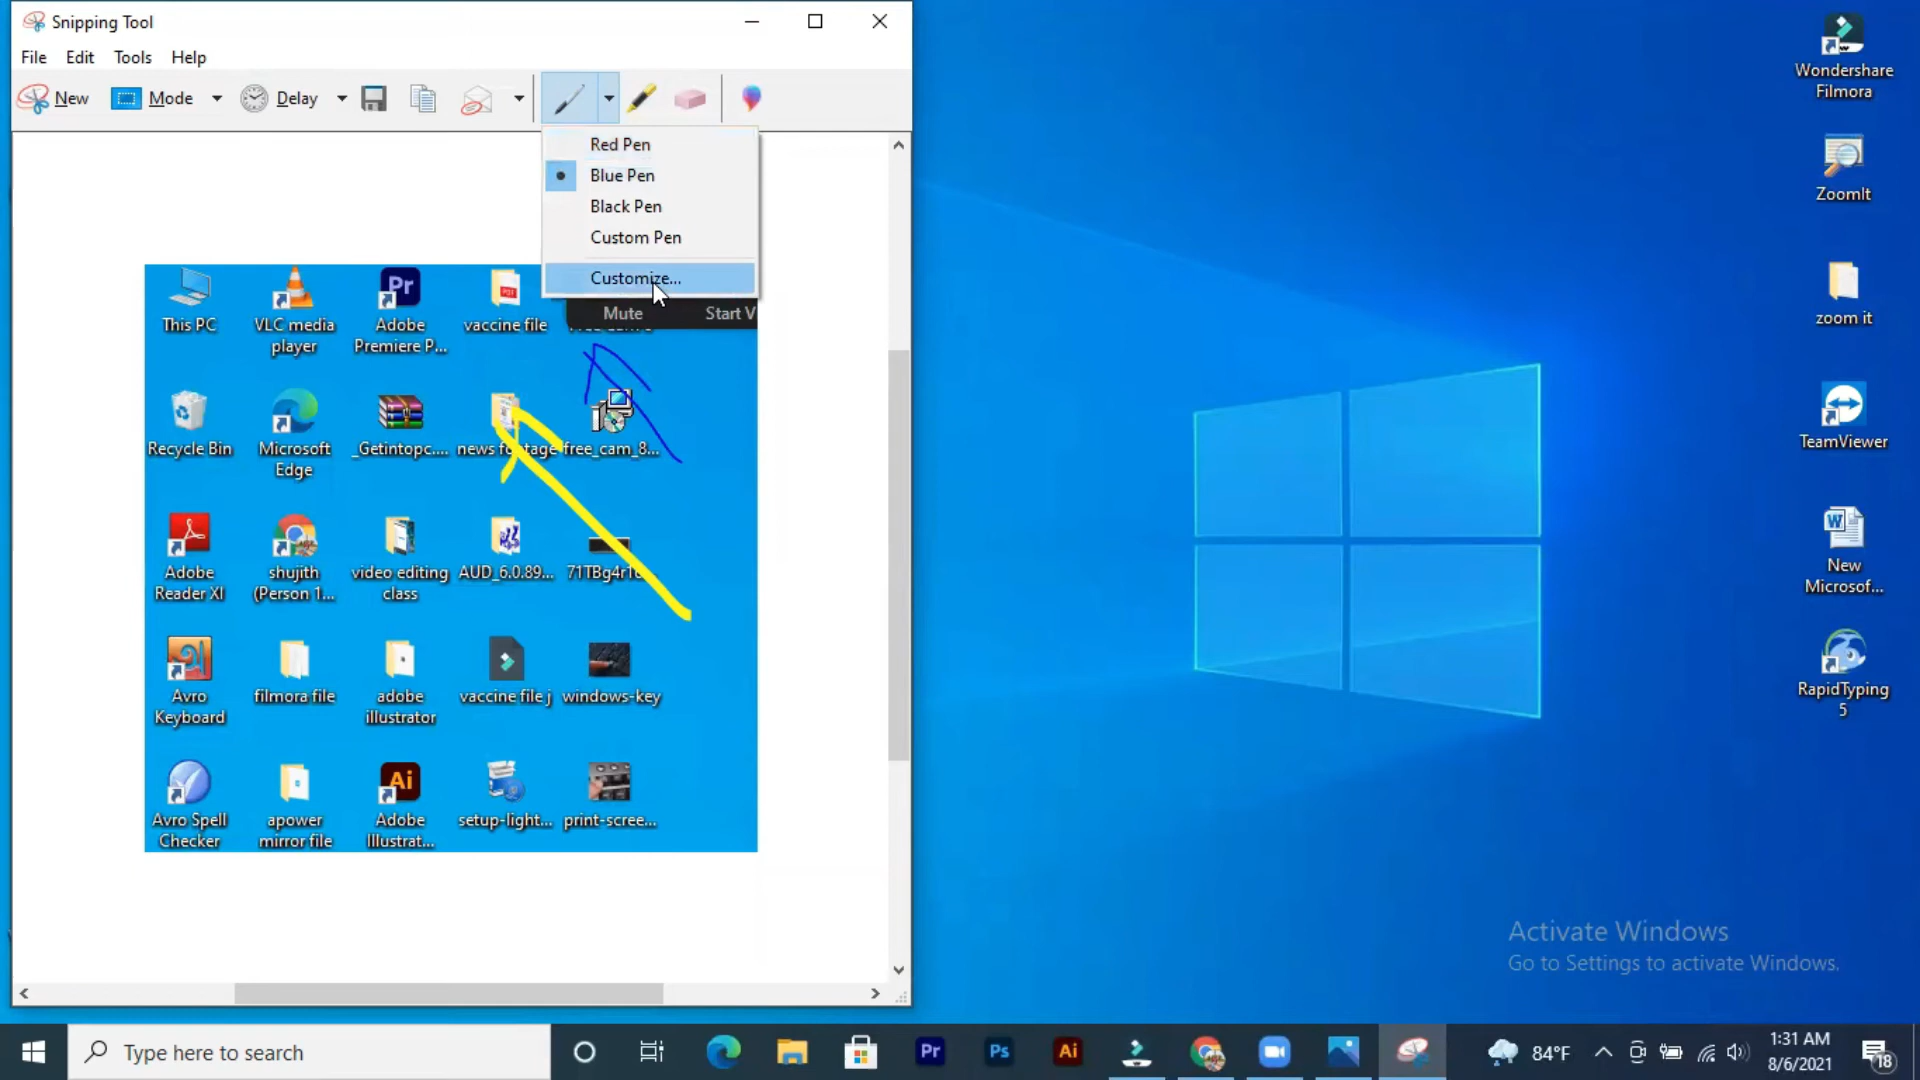 Snipping Tool
File Edit Tools Help
New Mode Delay
Red Pen
Blue Pen
Black Pen
Custom Pen
Customize...
Mute Start V
This PC
VLC media
player
Adobe
Premiere P...
vaccine file
Recycle Bin
Microsoft
Edge
_Getintopc....
news footage
free_cam_8...
Adobe
Reader XI
shujith
(Person 1...
video editing
class
AUD_6.0.89...
Avro
Keyboard
filmora file
adobe
illustrator
vaccine file j
windows-key
Avro Spell
Checker
apower
mirror file
Adobe
Illustrat...
setup-light...
print-scree...
Wondershare
Filmora
ZoomIt
zoom it
TeamViewer
New
Microsof...
RapidTyping
5
Activate Windows
Go to Settings to activate Windows.
Type here to search
Pr
Ps
Ai
84°F
1:31 AM
8/6/2021
18